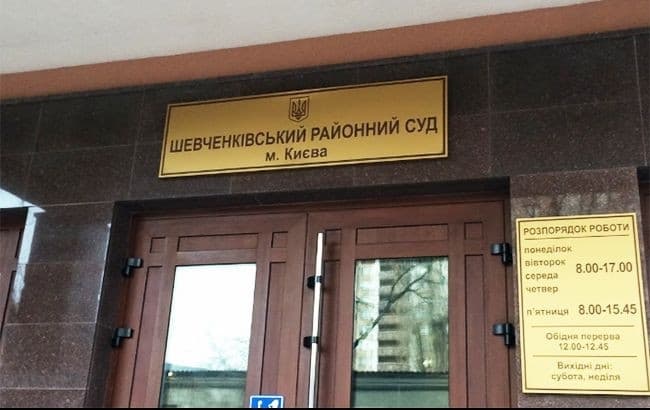 ШЕВЧЕНКІВСЬКИЙ РАЙОННИЙ СУД
м. Києва
РОЗПОРЯДОК РОБОТИ
понеділок
вівторок
середа
четвер
8.00-17.00
п'ятниця 8.00-15.45
Обідня перерва
12.00-12.45
Вихідні дні:
субота, неділя